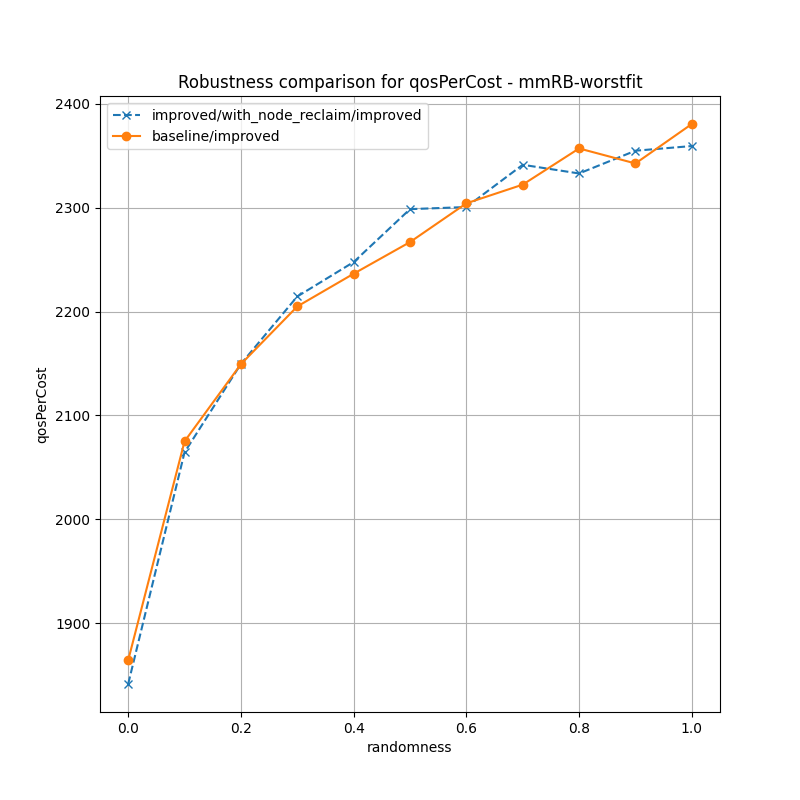 Robustness comparison for qosPerCost - mmRB-worstfit
improved/with_node_reclaim/improved
baseline/improved
2400
2300
2200
2100
2000
1900
qosPerCost
0.0
0.2
0.4
0.6
0.8
1.0
randomness